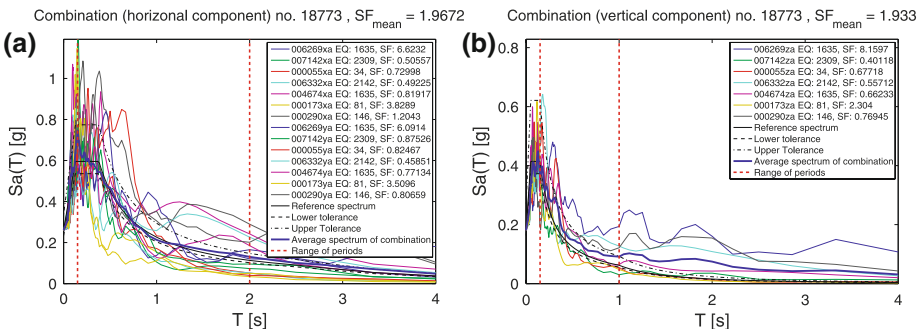 Combination (horizonal component) no. 18773 , SF_mean = 1.9672
(a)
006269xa EQ: 1635, SF: 6.6232
007142xa EQ: 2309, SF: 0.50557
000055xa EQ: 34, SF: 0.72998
006332xa EQ: 2142, SF: 0.49225
004674xa EQ: 1635, SF: 0.81917
000173xa EQ: 81, SF: 3.8289
000290xa EQ: 146, SF: 1.2043
006269ya EQ: 1635, SF: 6.0914
007142ya EQ: 2309, SF: 0.87526
000055ya EQ: 34, SF: 0.82467
006332ya EQ: 2142, SF: 0.45851
004674ya EQ: 1635, SF: 0.77134
000173ya EQ: 81, SF: 3.5096
000290ya EQ: 146, SF: 0.80659
Reference spectrum
Lower tolerance
Upper Tolerance
Average spectrum of combination
Range of periods
Sa(T) [g]
1
0.8
0.6
0.4
0.2
0
0 1 2 3 4
T [s]
Combination (vertical component) no. 18773 , SF_mean = 1.933
(b)
006269za EQ: 1635, SF: 8.1597
007142za EQ: 2309, SF: 0.40118
000055za EQ: 34, SF: 0.67718
006332za EQ: 2142, SF: 0.55712
004674za EQ: 1635, SF: 0.66233
000173za EQ: 81, SF: 2.304
000290za EQ: 146, SF: 0.76945
Reference spectrum
Lower tolerance
Upper Tolerance
Average spectrum of combination
Range of periods
Sa(T) [g]
0.8
0.6
0.4
0.2
0
0 1 2 3 4
T [s]